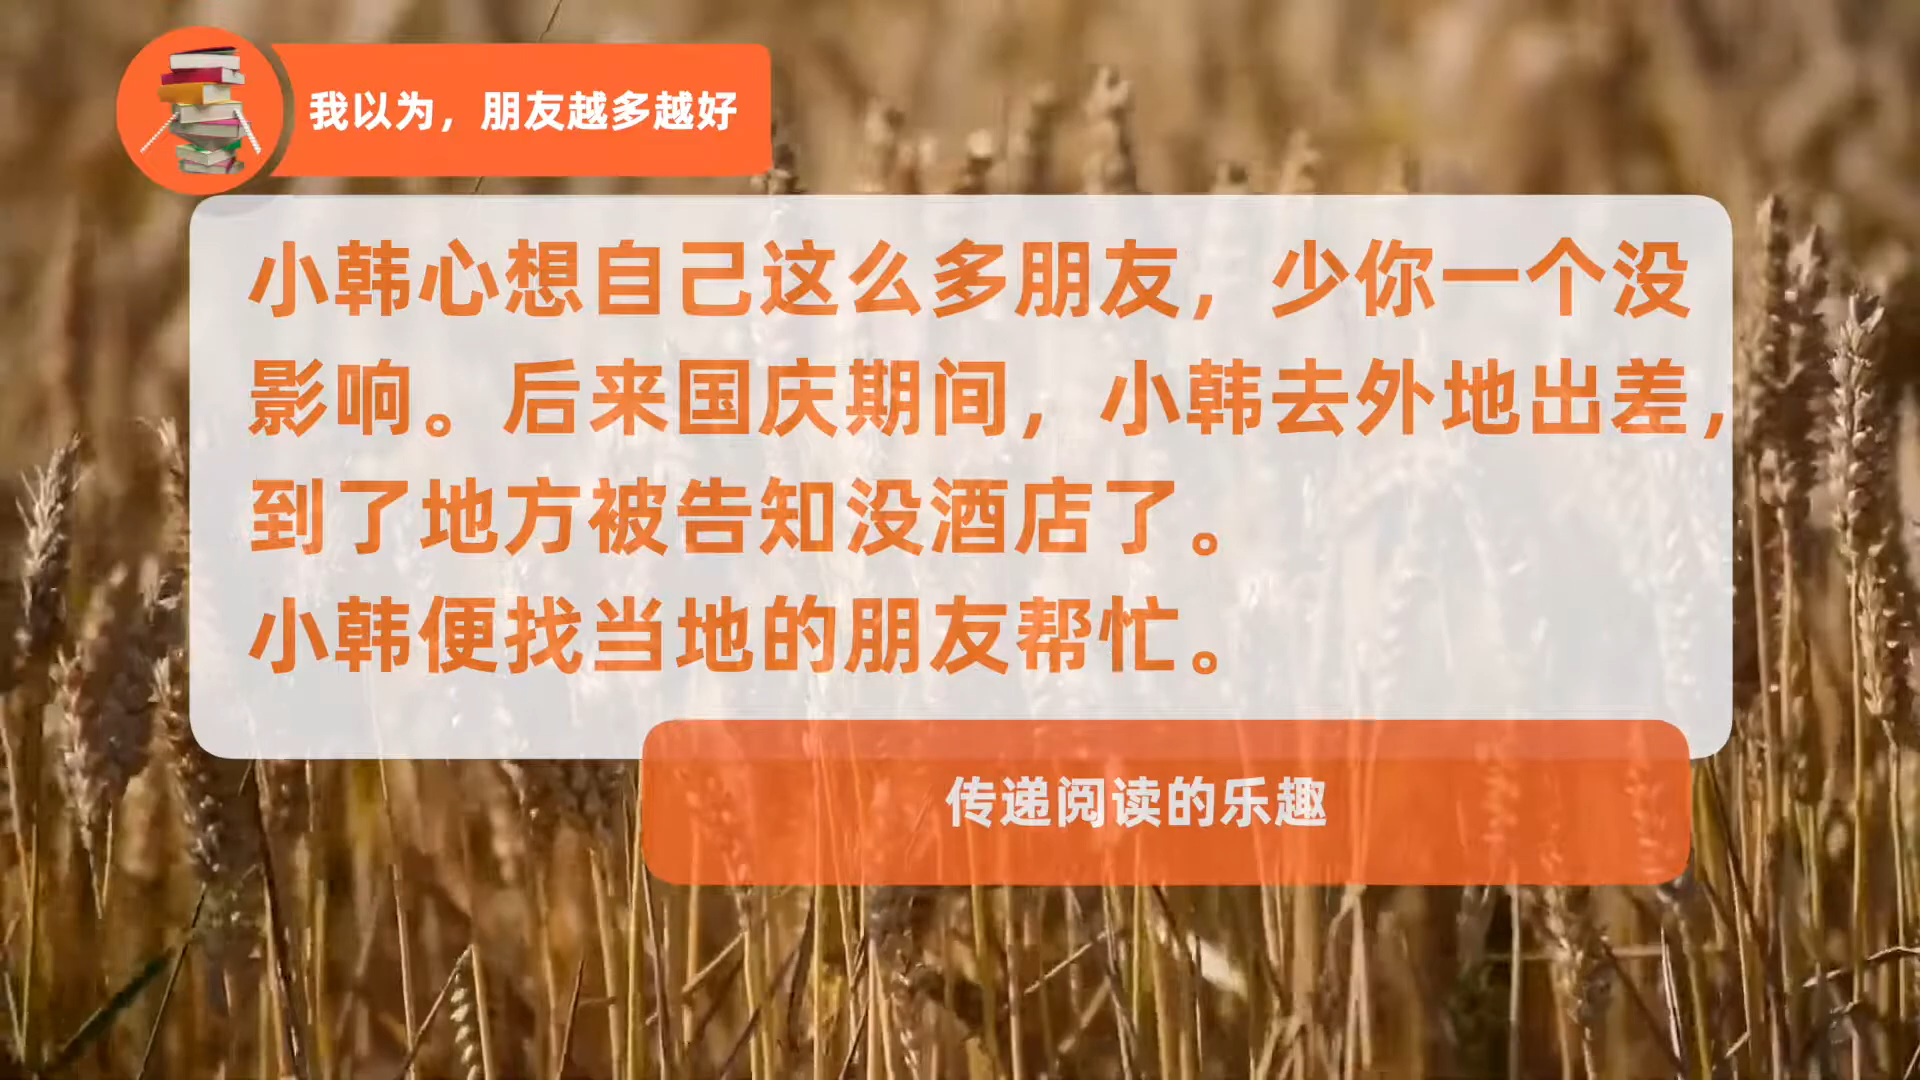 我以为，朋友越多越好
小韩心想自己这么多朋友，少你一个没
影响。后来国庆期间，小韩去外地出差，
到了地方被告知没酒店了。
小韩便找当地的朋友帮忙。
传递阅读的乐趣